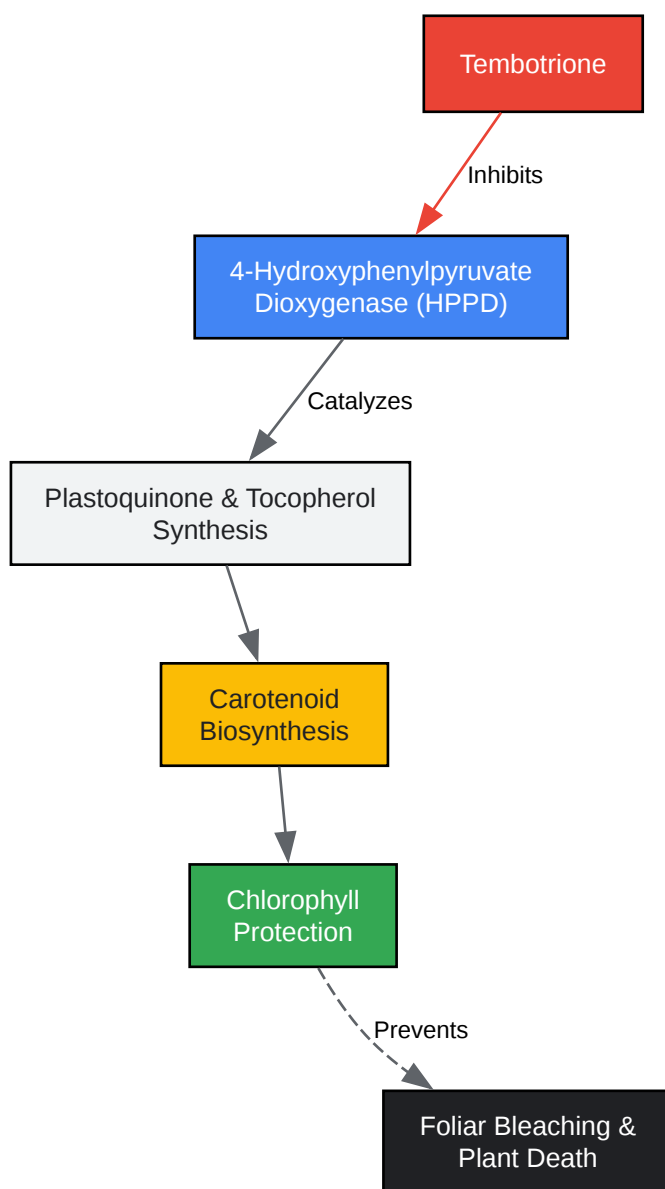 Tembotrione
Inhibits
4-Hydroxyphenylpyruvate
Dioxygenase (HPPD)
Catalyzes
Plastoquinone & Tocopherol
Synthesis
Carotenoid
Biosynthesis
Chlorophyll
Protection
Prevents
Foliar Bleaching &
Plant Death